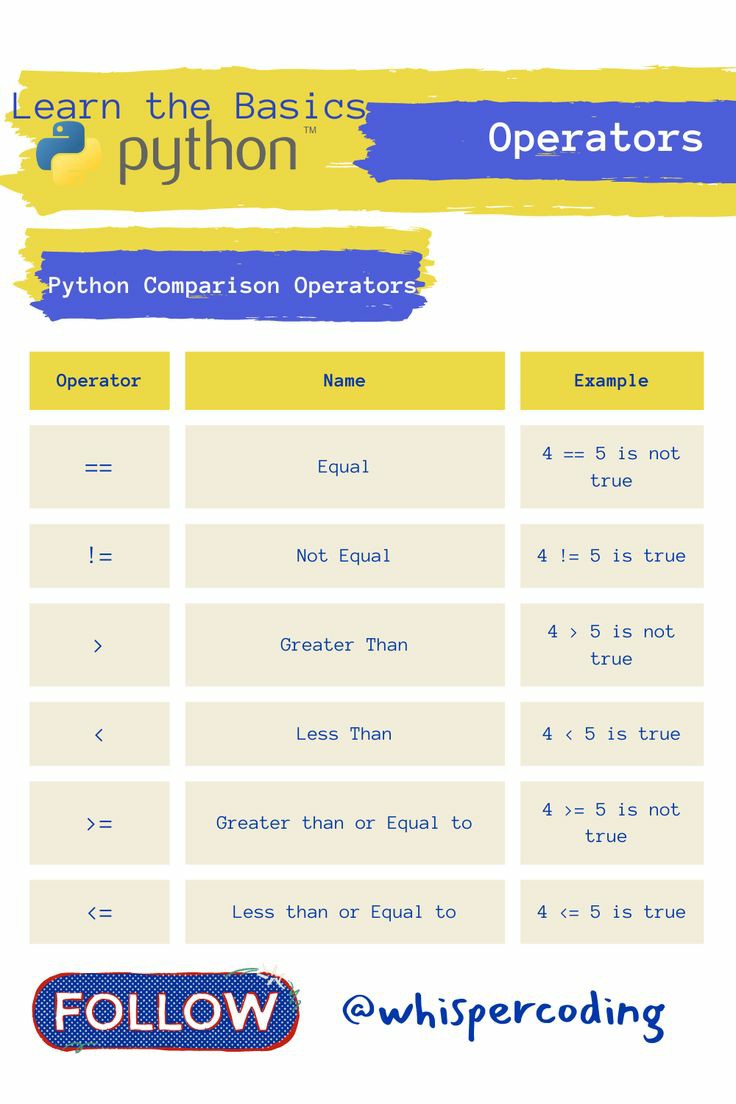 Learn the Basics
python™
Operators
Python Comparison Operators
Operator Name Example
== Equal 4 == 5 is not
true
!= Not Equal 4 != 5 is true
> Greater Than 4 > 5 is not
true
< Less Than 4 < 5 is true
>= Greater than or Equal to 4 >= 5 is not
true
<= Less than or Equal to 4 <= 5 is true
FOLLOW @whispercoding